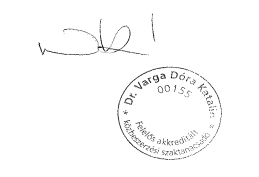 * Dr. Varga Dóra Katalin *
00155
Felelős akkreditált
közbeszerzési szaktanácsadó